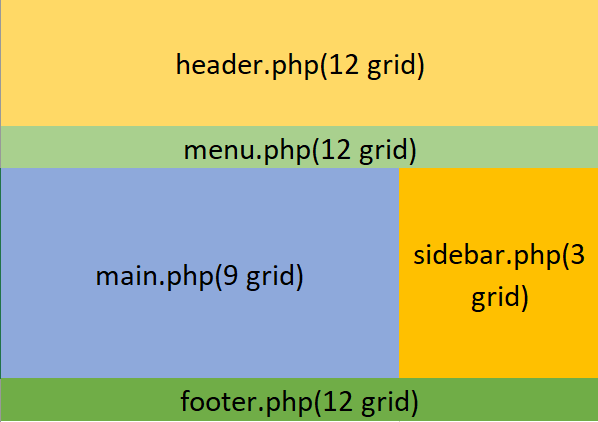 header.php(12 grid)
menu.php(12 grid)
main.php(9 grid)
sidebar.php(3
grid)
footer.php(12 grid)